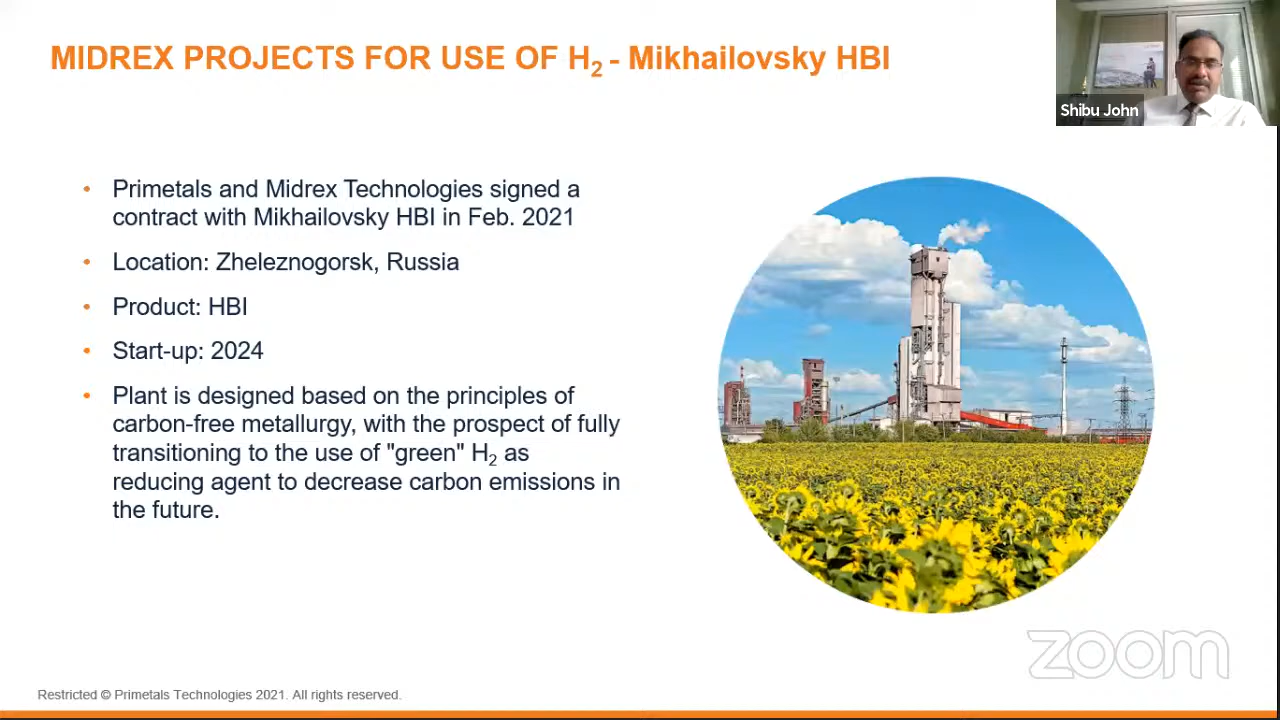 MIDREX PROJECTS FOR USE OF H₂ - Mikhailovsky HBI
Shibu John
• Primetals and Midrex Technologies signed a
contract with Mikhailovsky HBI in Feb. 2021
• Location: Zheleznogorsk, Russia
• Product: HBI
• Start-up: 2024
• Plant is designed based on the principles of
carbon-free metallurgy, with the prospect of fully
transitioning to the use of "green" H₂ as
reducing agent to decrease carbon emissions in
the future.
zoom
Restricted © Primetals Technologies 2021. All rights reserved.